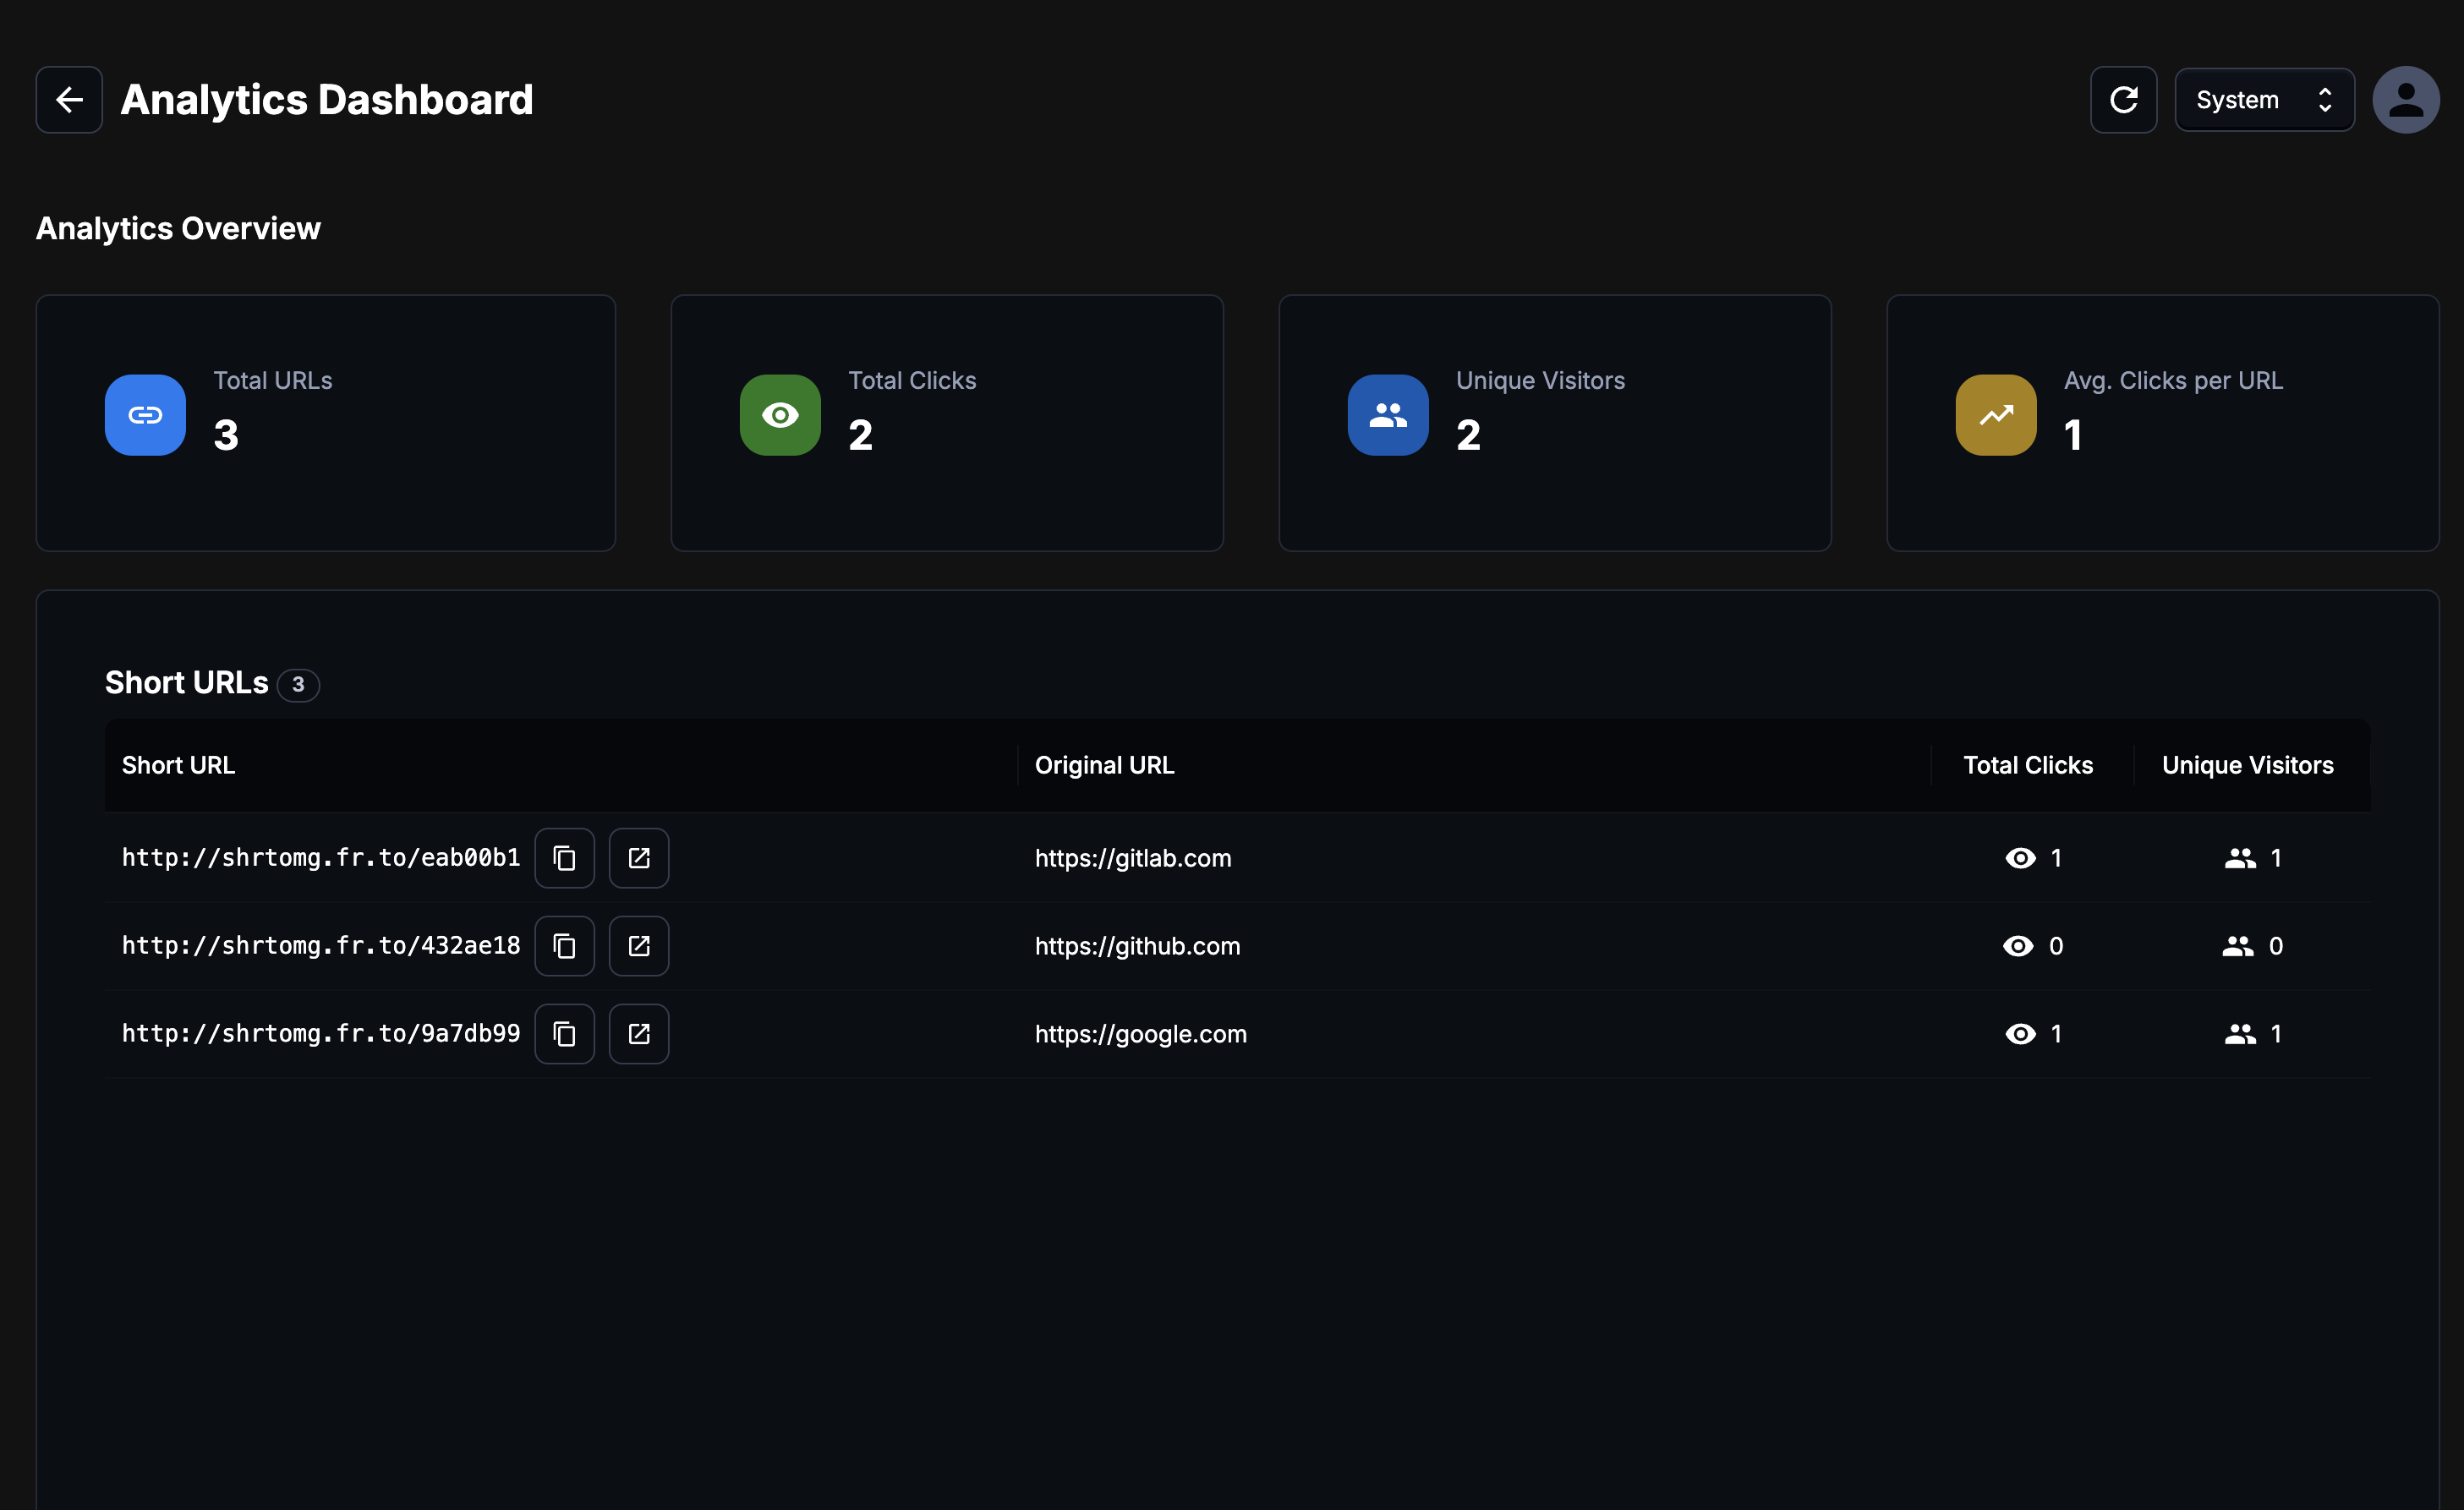 Analytics Dashboard
System
Analytics Overview
Total URLs
3
Total Clicks
2
Unique Visitors
2
Avg. Clicks per URL
1
Short URLs 3
Short URL Original URL Total Clicks Unique Visitors
http://shrtomg.fr.to/eab00b1 https://gitlab.com 1 1
http://shrtomg.fr.to/432ae18 https://github.com 0 0
http://shrtomg.fr.to/9a7db99 https://google.com 1 1